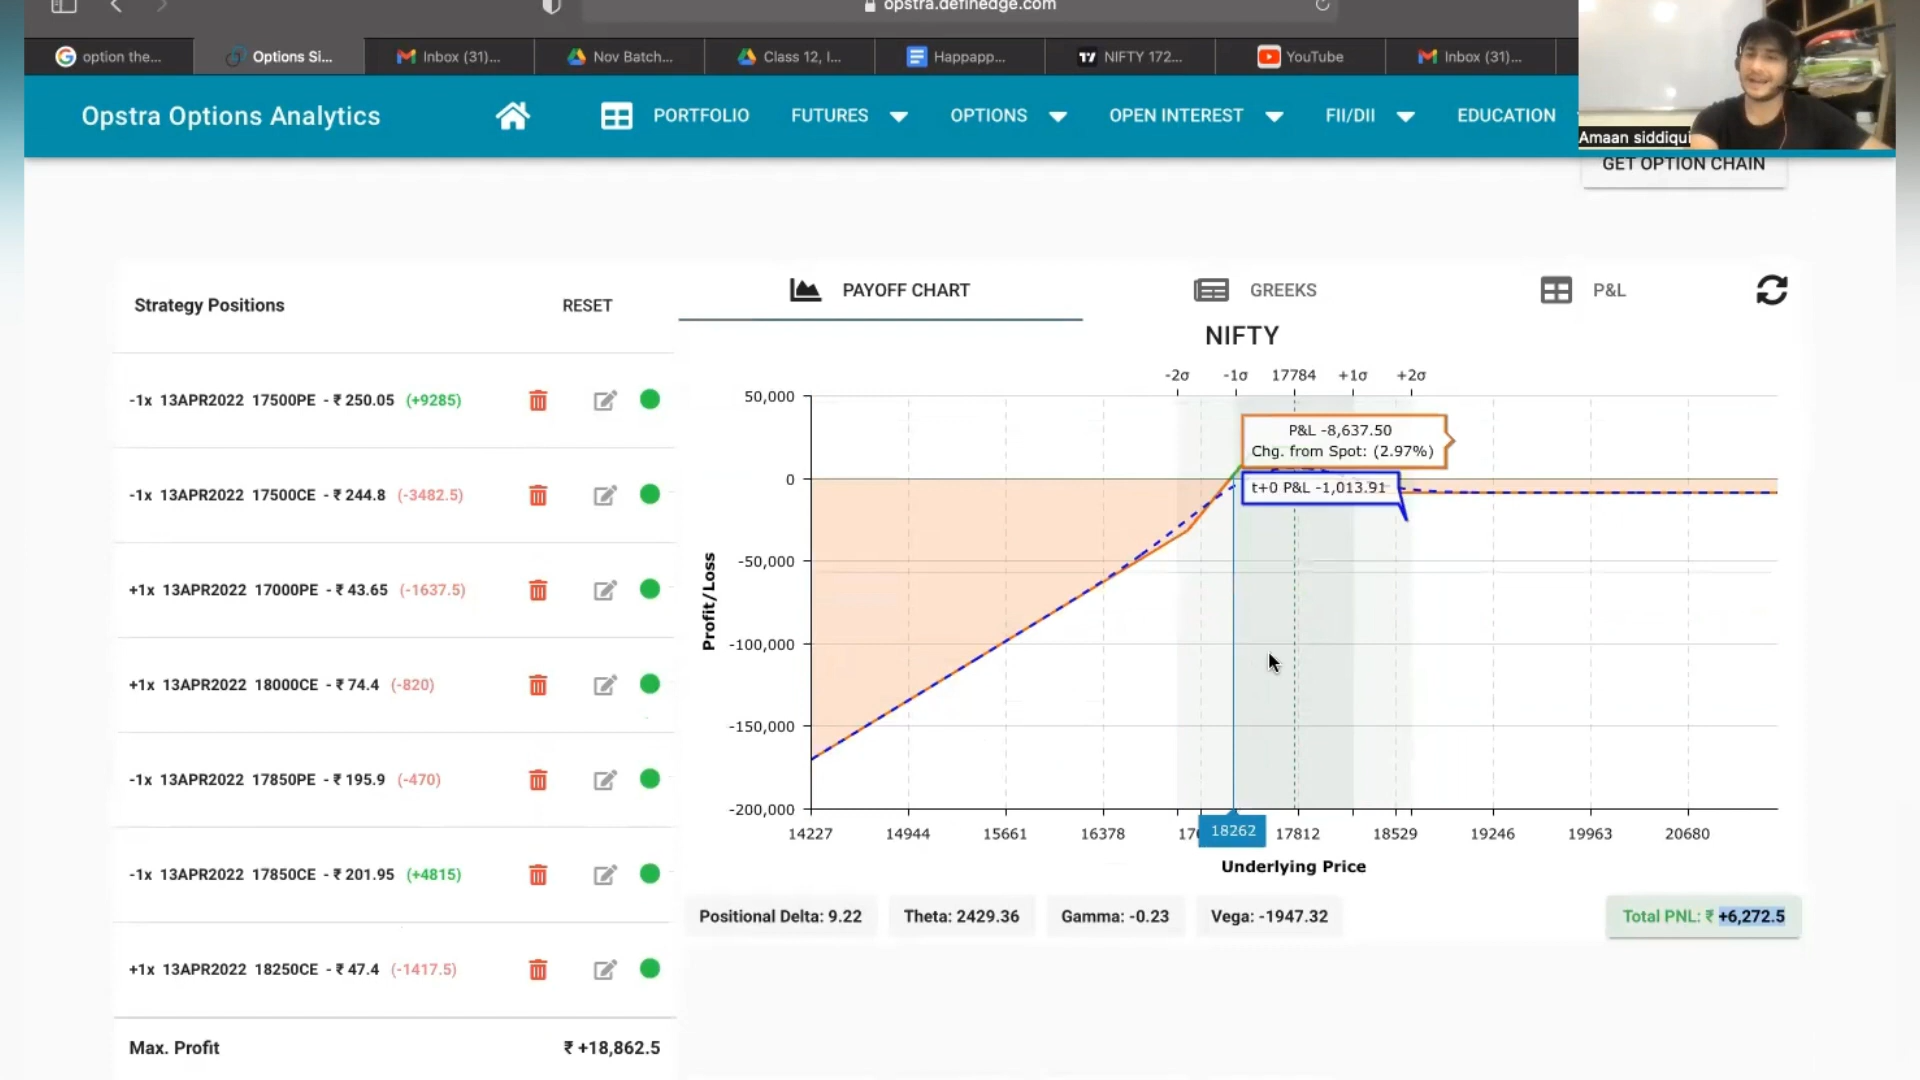 opstra.definedge.com
option the...
Options Si...
Inbox (31)...
Nov Batch...
Class 12, I...
Happapp...
NIFTY 172...
YouTube
Inbox (31)...
Opstra Options Analytics
PORTFOLIO
FUTURES
OPTIONS
OPEN INTEREST
FII/DII
EDUCATION
Amaan siddiqui
GET OPTION CHAIN
Strategy Positions
RESET
PAYOFF CHART
GREEKS
P&L
NIFTY
-2σ -1σ 17784 +1σ +2σ
-1x 13APR2022 17500PE - ₹ 250.05 (+9285)
-1x 13APR2022 17500CE - ₹ 244.8 (-3482.5)
+1x 13APR2022 17000PE - ₹ 43.65 (-1637.5)
+1x 13APR2022 18000CE - ₹ 74.4 (-820)
-1x 13APR2022 17850PE - ₹ 195.9 (-470)
-1x 13APR2022 17850CE - ₹ 201.95 (+4815)
+1x 13APR2022 18250CE - ₹ 47.4 (-1417.5)
Max. Profit ₹ +18,862.5
50,000
0
-50,000
-100,000
-150,000
-200,000
Profit/Loss
P&L -8,637.50
Chg. from Spot: (2.97%)
t+0 P&L -1,013.91
14227 14944 15661 16378 18262 17812 18529 19246 19963 20680
Underlying Price
Positional Delta: 9.22
Theta: 2429.36
Gamma: -0.23
Vega: -1947.32
Total PNL: ₹ +6,272.5